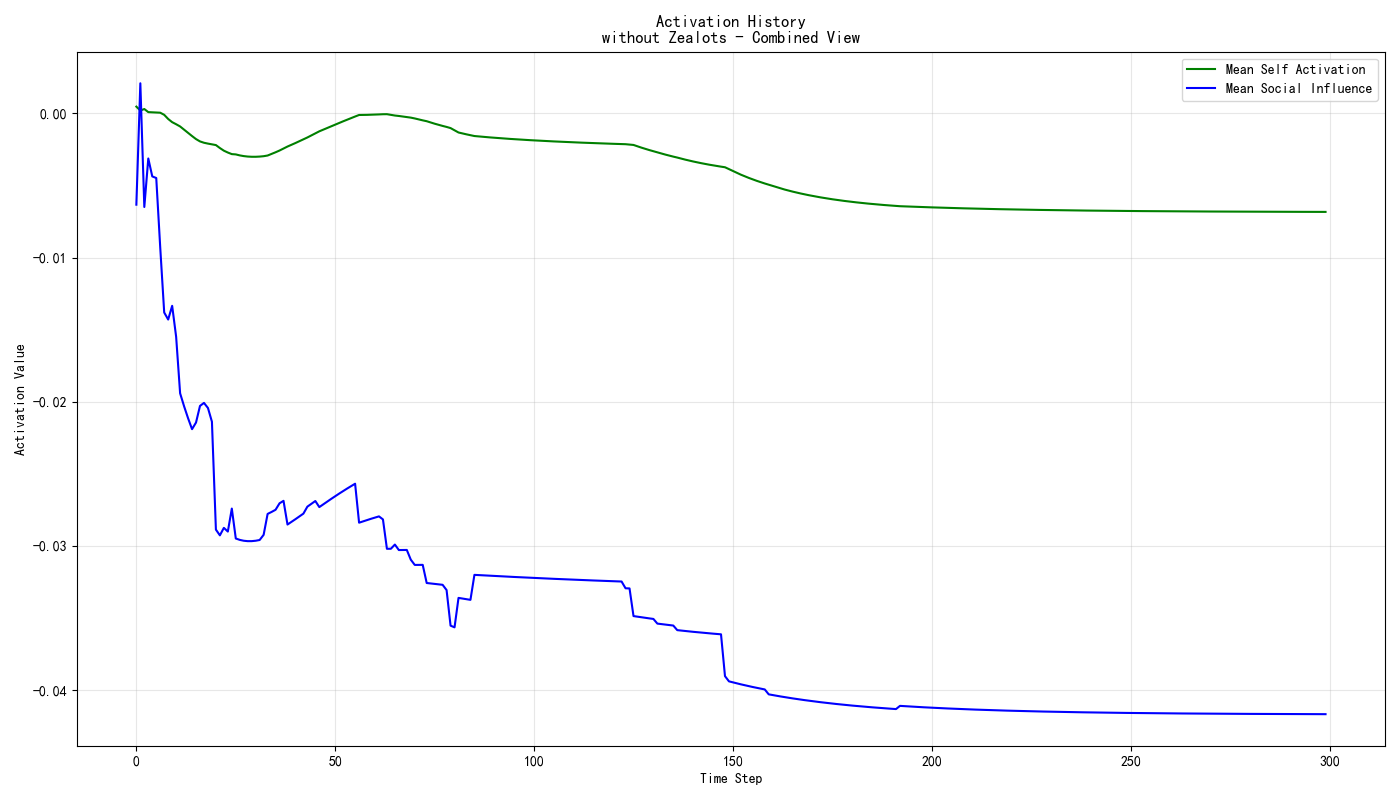 Activation History
without Zealots - Combined View
Mean Self Activation
Mean Social Influence
Activation Value
0.00
−0.01
−0.02
−0.03
−0.04
0 50 100 150 200 250 300
Time Step